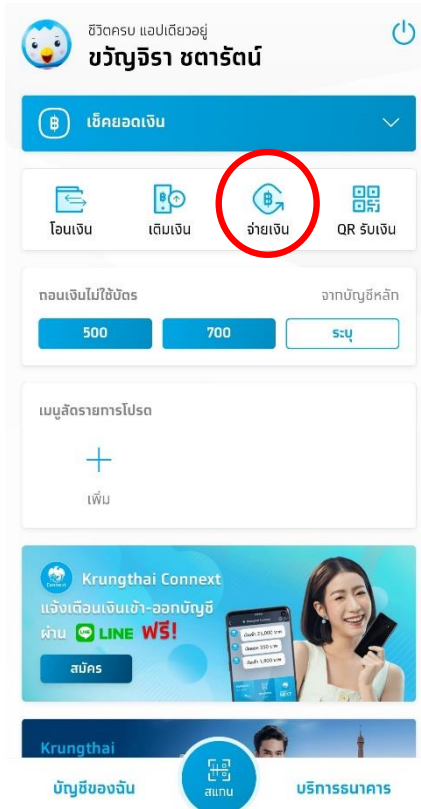 ชีวิตครบ แอปเดียวอยู่
ขวัญจิรา ชตารัตน์
เช็คยอดเงิน
โอนเงิน เติมเงิน จ่ายเงิน QR รับเงิน
ถอนเงินไม่ใช้บัตร จากบัญชีหลัก
500 700 ระบุ
เมนูลัดรายการโปรด
เพิ่ม
Krungthai Connext
แจ้งเตือนเงินเข้า-ออกบัญชี
ผ่าน LINE ฟรี!
สมัคร
Krungthai
บัญชีของฉัน สแกน บริการธนาคาร